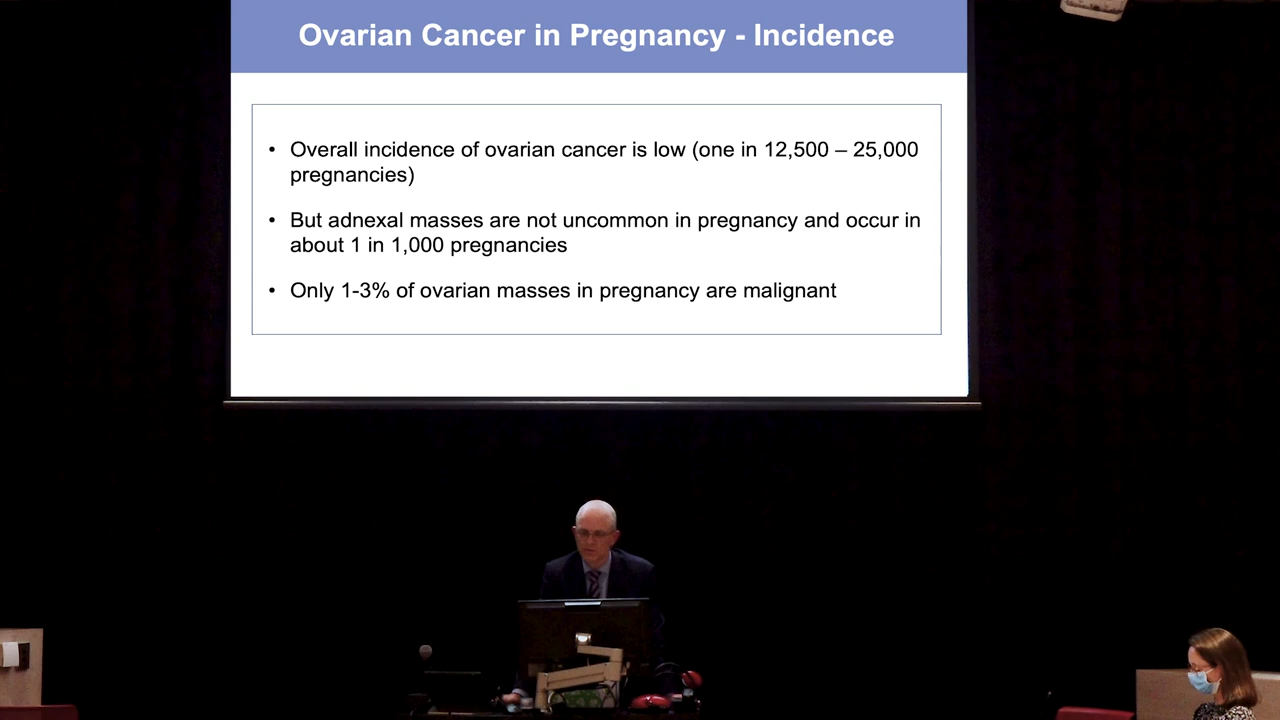 Ovarian Cancer in Pregnancy - Incidence
• Overall incidence of ovarian cancer is low (one in 12,500 – 25,000
pregnancies)
• But adnexal masses are not uncommon in pregnancy and occur in
about 1 in 1,000 pregnancies
• Only 1-3% of ovarian masses in pregnancy are malignant